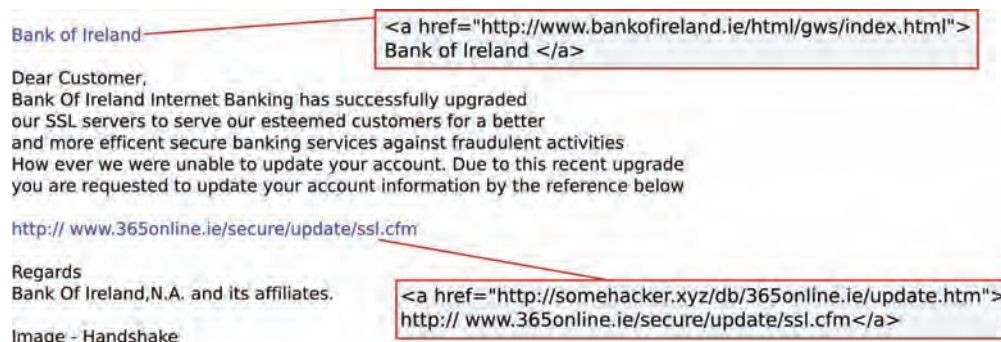 Bank of Ireland
<a href="http://www.bankofireland.ie/html/gws/index.html">
Bank of Ireland </a>
Dear Customer,
Bank Of Ireland Internet Banking has successfully upgraded
our SSL servers to serve our esteemed customers for a better
and more efficent secure banking services against fraudulent activities
How ever we were unable to update your account. Due to this recent upgrade
you are requested to update your account information by the reference below
http:// www.365online.ie/secure/update/ssl.cfm
Regards
Bank Of Ireland,N.A. and its affiliates.
<a href="http://somehacker.xyz/db/365online.ie/update.htm">
http:// www.365online.ie/secure/update/ssl.cfm</a>
Image - Handshake